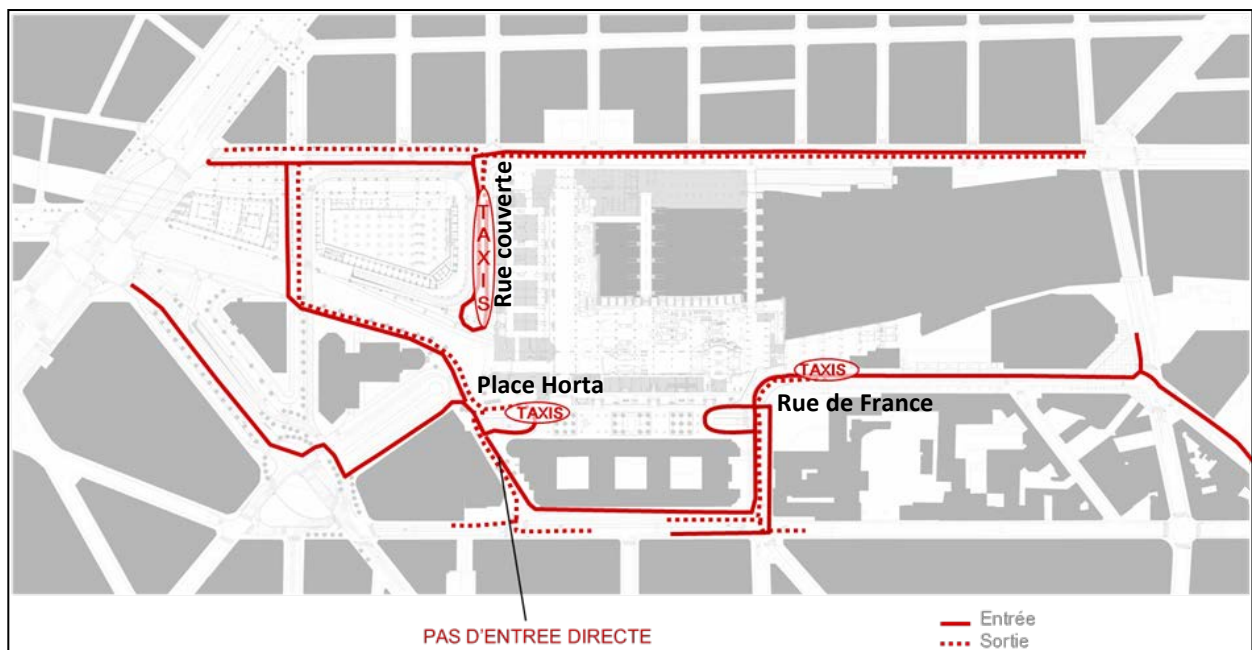 Rue couverte
TAXIS
Place Horta
TAXIS
TAXIS
Rue de France
PAS D'ENTREE DIRECTE
Entrée
Sortie